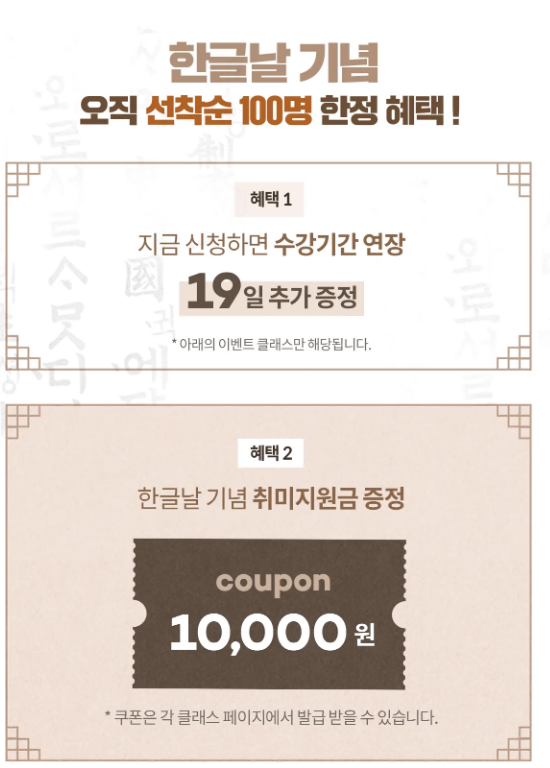 한글날 기념
오직 선착순 100명 한정 혜택 !
혜택 1
지금 신청하면 수강기간 연장
19일 추가 증정
* 아래의 이벤트 클래스만 해당됩니다.
혜택 2
한글날 기념 취미지원금 증정
coupon
10,000 원
* 쿠폰은 각 클래스 페이지에서 발급 받을 수 있습니다.